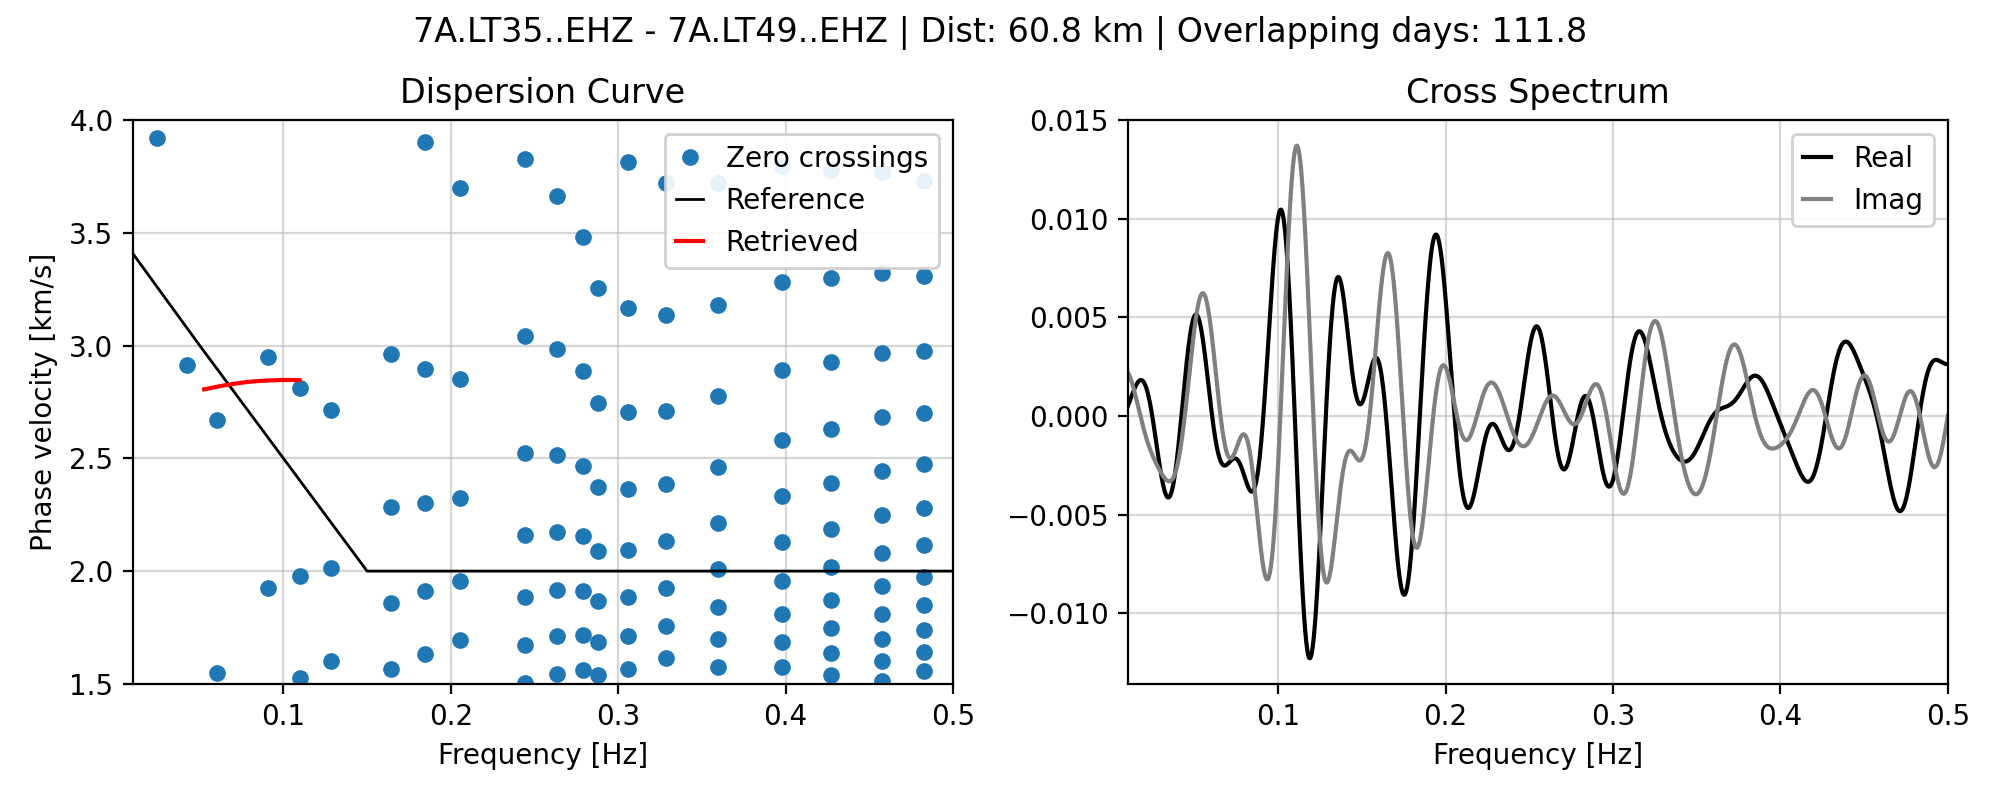 7A.LT35..EHZ - 7A.LT49..EHZ | Dist: 60.8 km | Overlapping days: 111.8
Dispersion Curve
4.0
3.5
3.0
2.5
2.0
1.5
Phase velocity [km/s]
0.1
0.2
0.3
0.4
0.5
Frequency [Hz]
Zero crossings
Reference
Retrieved
Cross Spectrum
0.015
0.010
0.005
0.000
−0.005
−0.010
0.1
0.2
0.3
0.4
0.5
Frequency [Hz]
Real
Imag